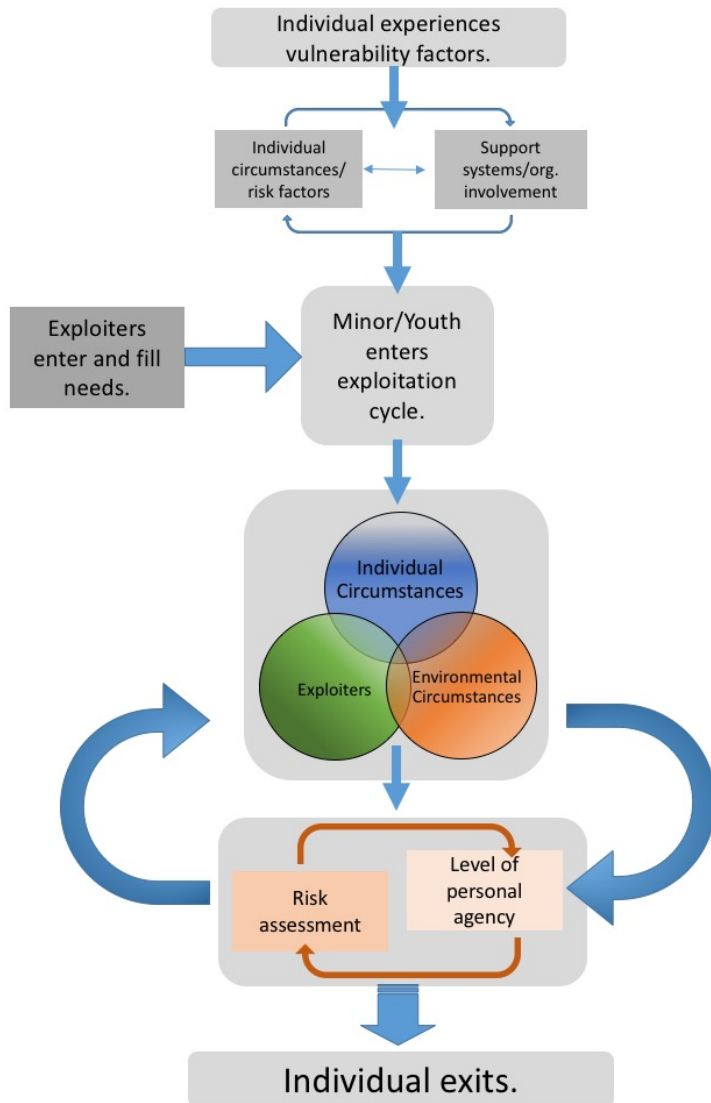 Individual experiences
vulnerability factors.
Individual
circumstances/
risk factors
Support
systems/org.
involvement
Exploiters
enter and fill
needs.
Minor/Youth
enters
exploitation
cycle.
Individual
Circumstances
Exploiters
Environmental
Circumstances
Risk
assessment
Level of
personal
agency
Individual exits.